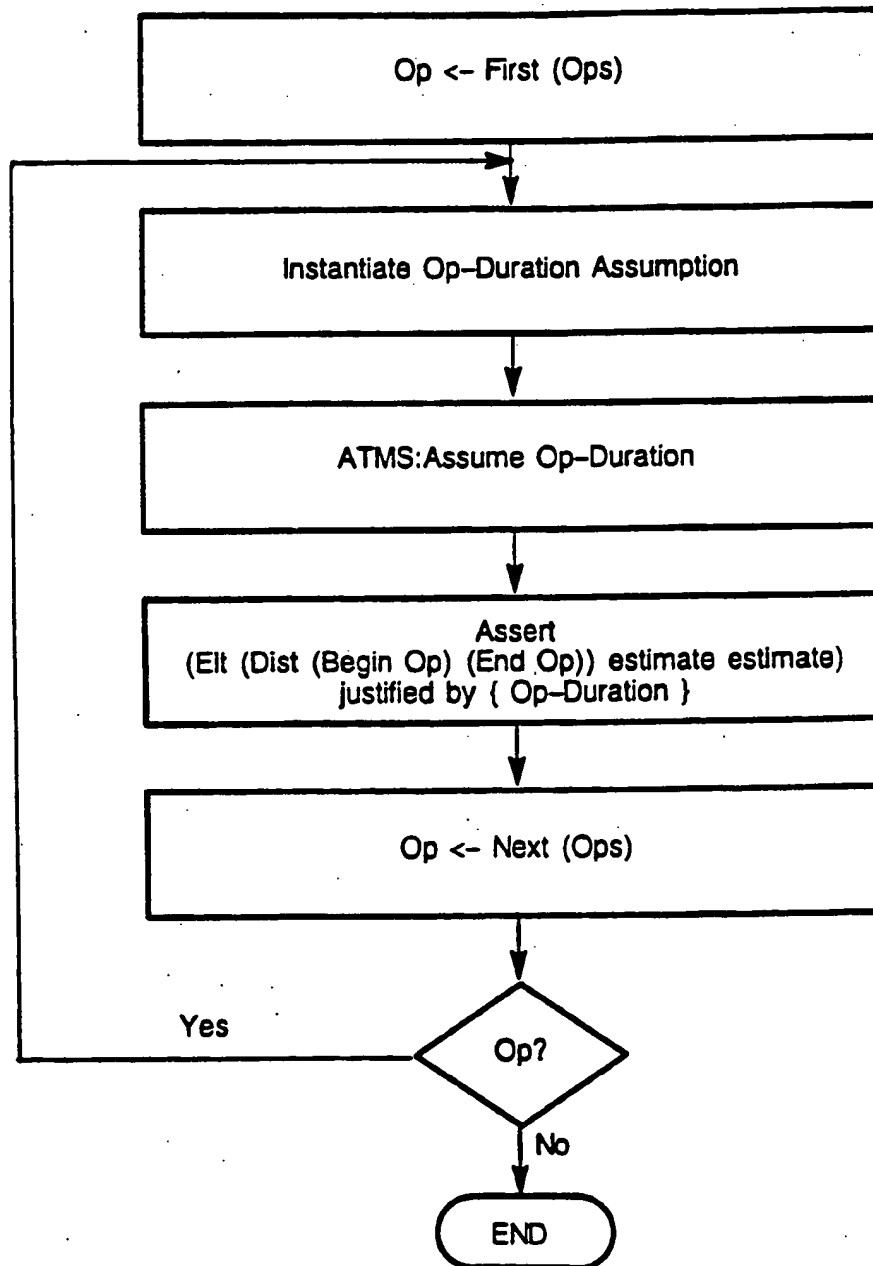 Op <- First (Ops)
Instantiate Op-Duration Assumption
ATMS:Assume Op-Duration
Assert
(Elt (Dist (Begin Op) (End Op)) estimate estimate)
justified by { Op-Duration }
Op <- Next (Ops)
Yes
Op?
No
END